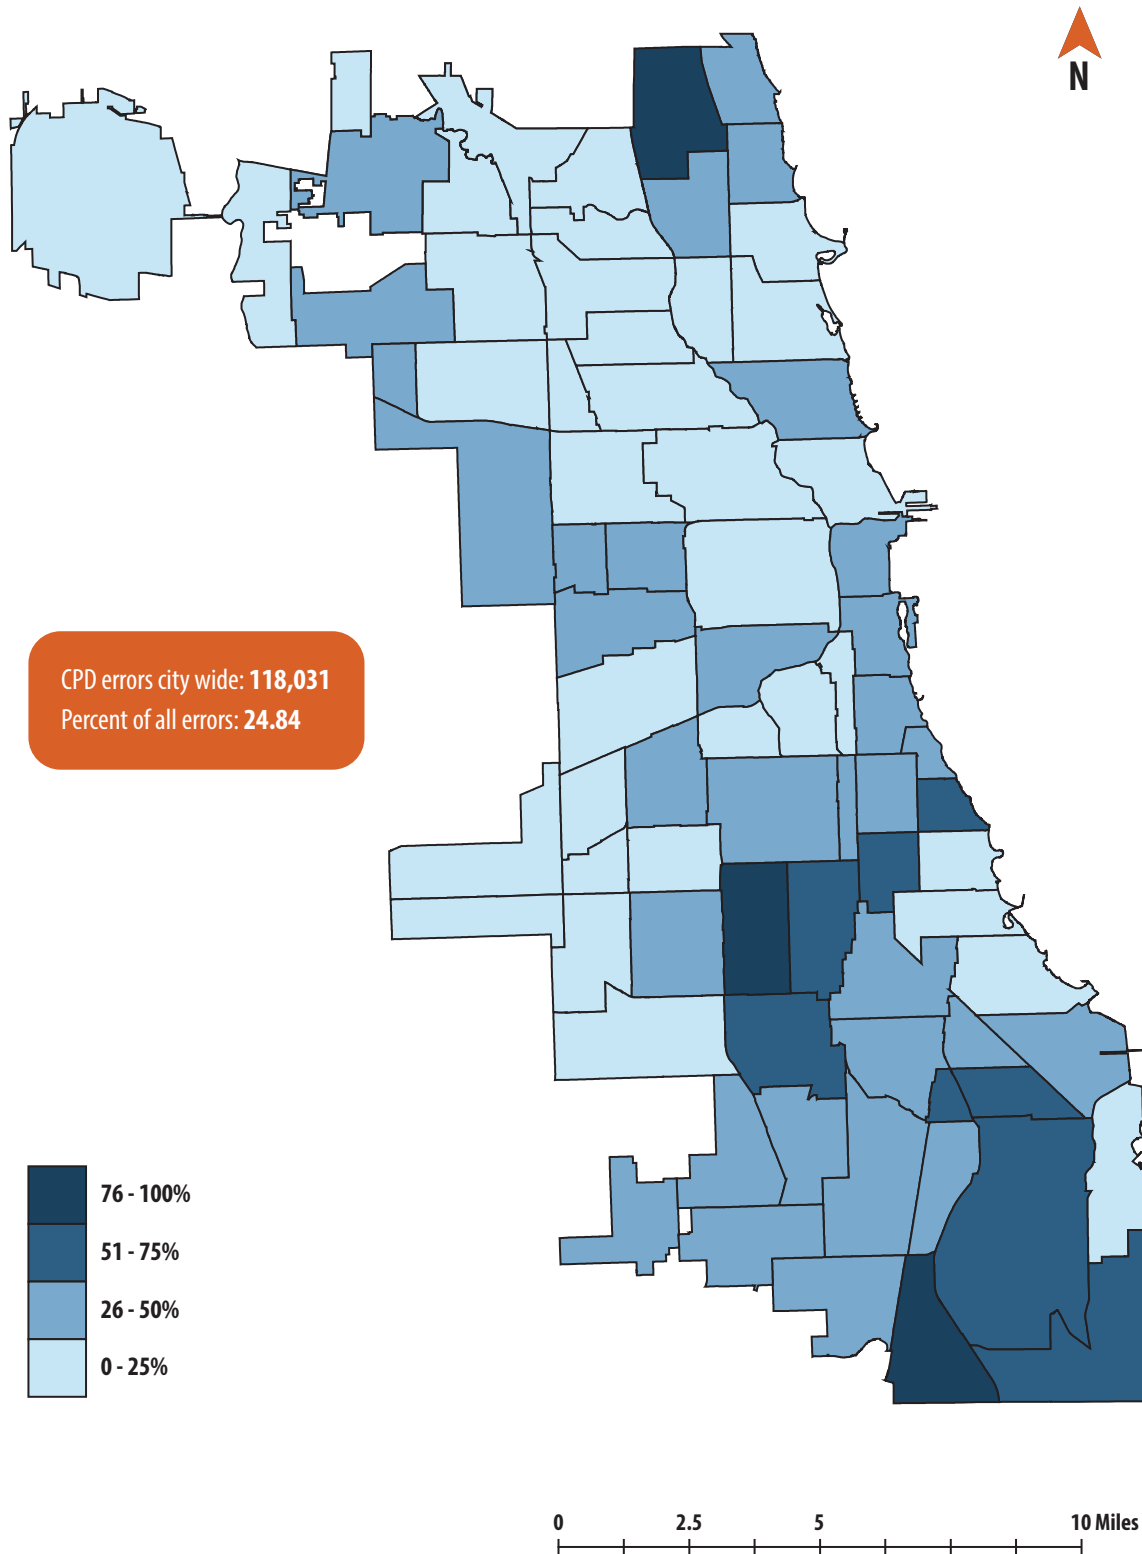 N
CPD errors city wide: 118,031
Percent of all errors: 24.84
76 - 100%
51 - 75%
26 - 50%
0 - 25%
0 2.5 5 10 Miles